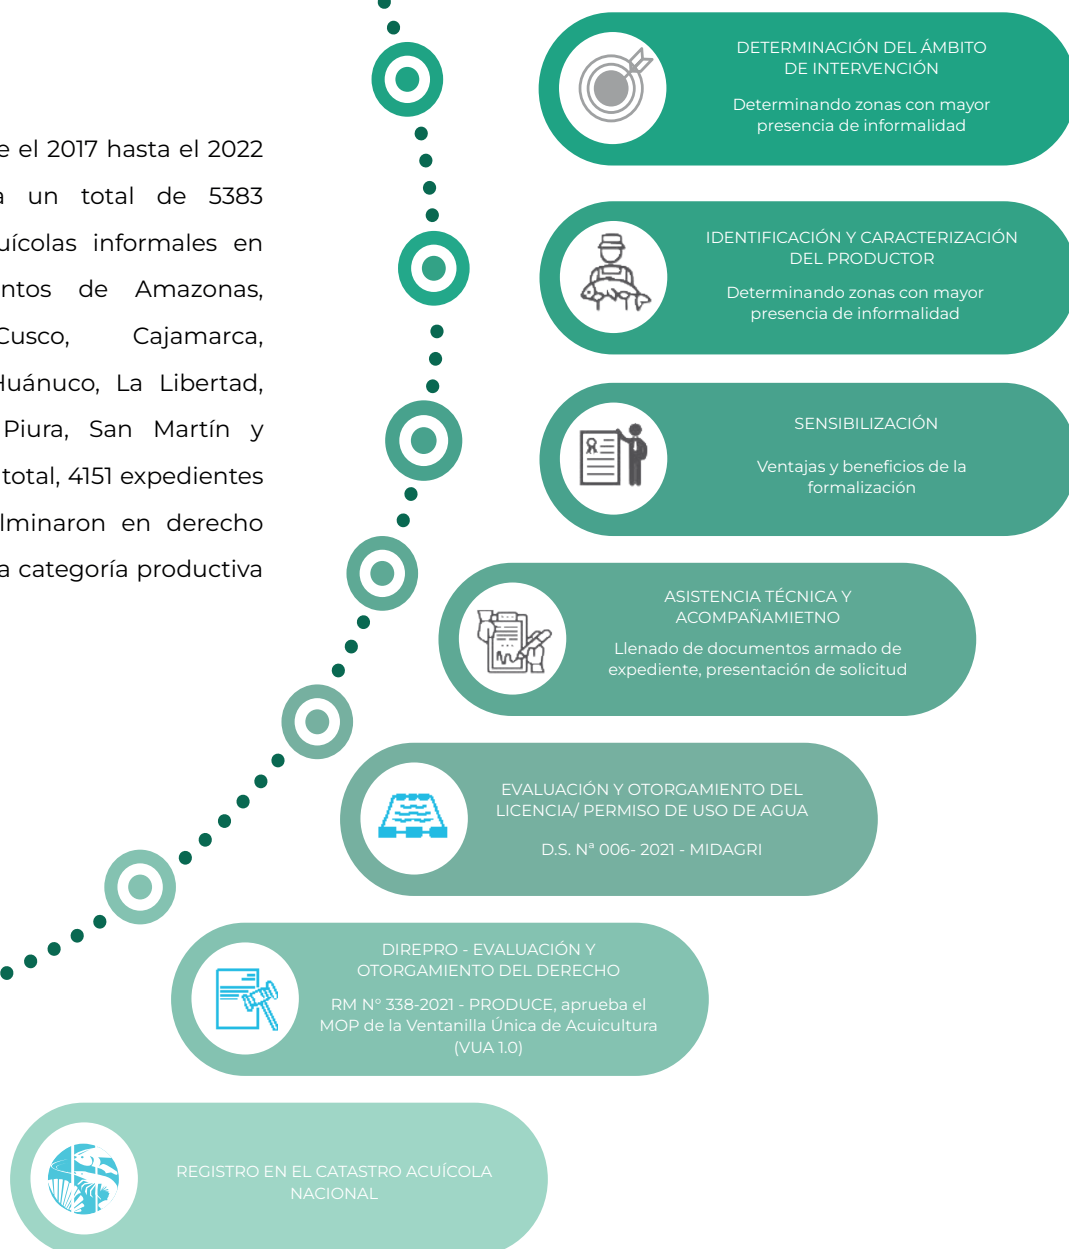 e el 2017 hasta el 2022
a un total de 5383
uícolas informales en
ntos de Amazonas,
Cusco, Cajamarca,
Huánuco, La Libertad,
Piura, San Martín y
total, 4151 expedientes
lminaron en derecho
a categoría productiva
DETERMINACIÓN DEL ÁMBITO
DE INTERVENCIÓN
Determinando zonas con mayor
presencia de informalidad
IDENTIFICACIÓN Y CARACTERIZACIÓN
DEL PRODUCTOR
Determinando zonas con mayor
presencia de informalidad
SENSIBILIZACIÓN
Ventajas y beneficios de la
formalización
ASISTENCIA TÉCNICA Y
ACOMPAÑAMIETNO
Llenado de documentos armado de
expediente, presentación de solicitud
EVALUACIÓN Y OTORGAMIENTO DEL
LICENCIA/ PERMISO DE USO DE AGUA
D.S. Nª 006- 2021 - MIDAGRI
DIREPRO - EVALUACIÓN Y
OTORGAMIENTO DEL DERECHO
RM N° 338-2021 - PRODUCE, aprueba el
MOP de la Ventanilla Única de Acuicultura
(VUA 1.0)
REGISTRO EN EL CATASTRO ACUÍCOLA
NACIONAL